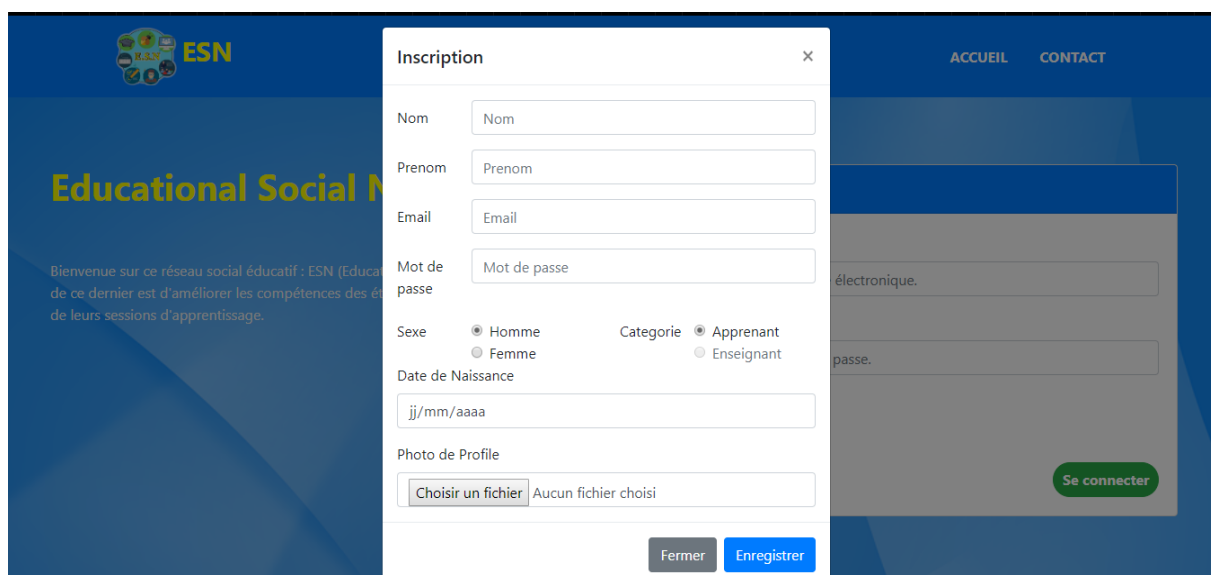 ESN
ACCUEIL CONTACT
Educational Social N
Bienvenue sur ce réseau social éducatif : ESN (Educat
de ce dernier est d'améliorer les compétences des ét
de leurs sessions d'apprentissage.
Inscription ×
Nom Nom
Prenom Prenom
Email Email
Mot de passe Mot de passe
Sexe Homme Categorie Apprenant
Femme Enseignant
Date de Naissance
jj/mm/aaaa
Photo de Profile
Choisir un fichier Aucun fichier choisi
Fermer Enregistrer
électronique.
passe.
Se connecter